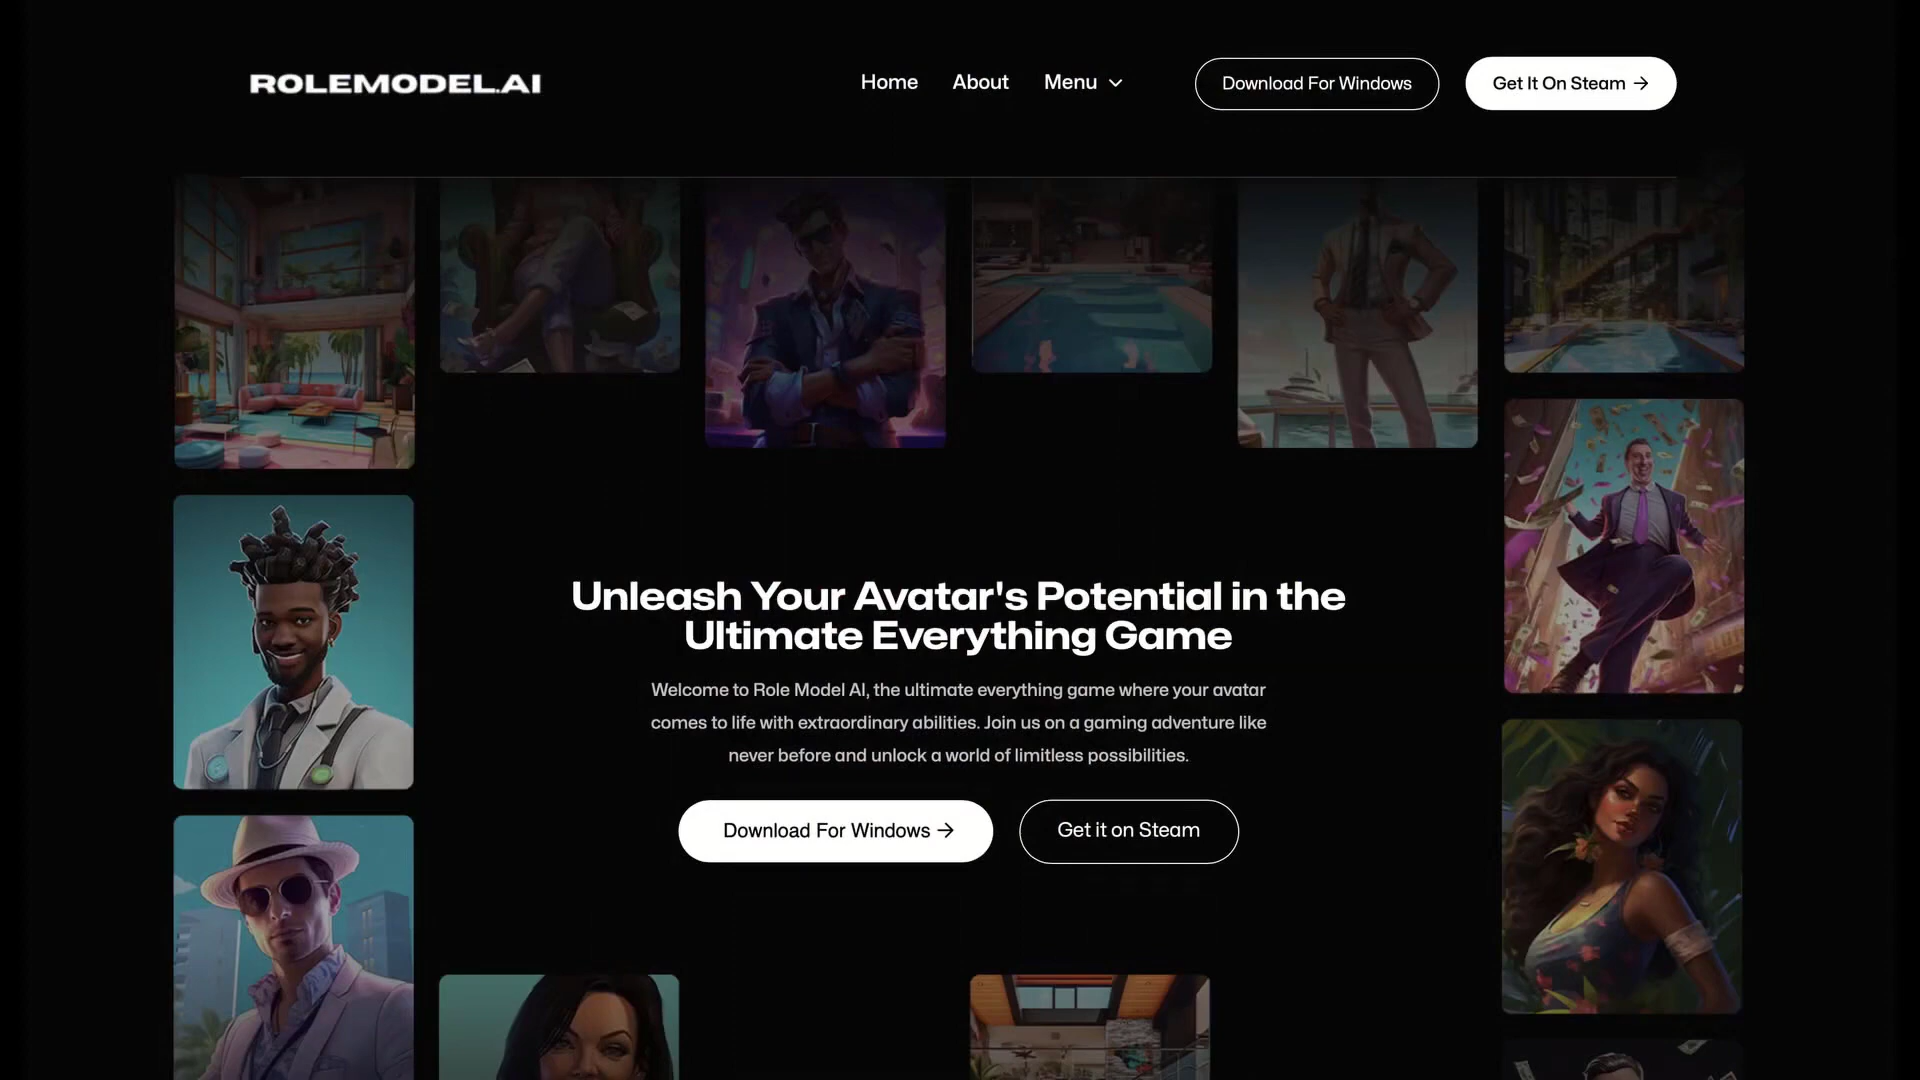 ROLEMODEL.AI
Home
About
Menu
Download For Windows
Get It On Steam →
Unleash Your Avatar's Potential in the
Ultimate Everything Game
Welcome to Role Model AI, the ultimate everything game where your avatar
comes to life with extraordinary abilities. Join us on a gaming adventure like
never before and unlock a world of limitless possibilities.
Download For Windows →
Get it on Steam